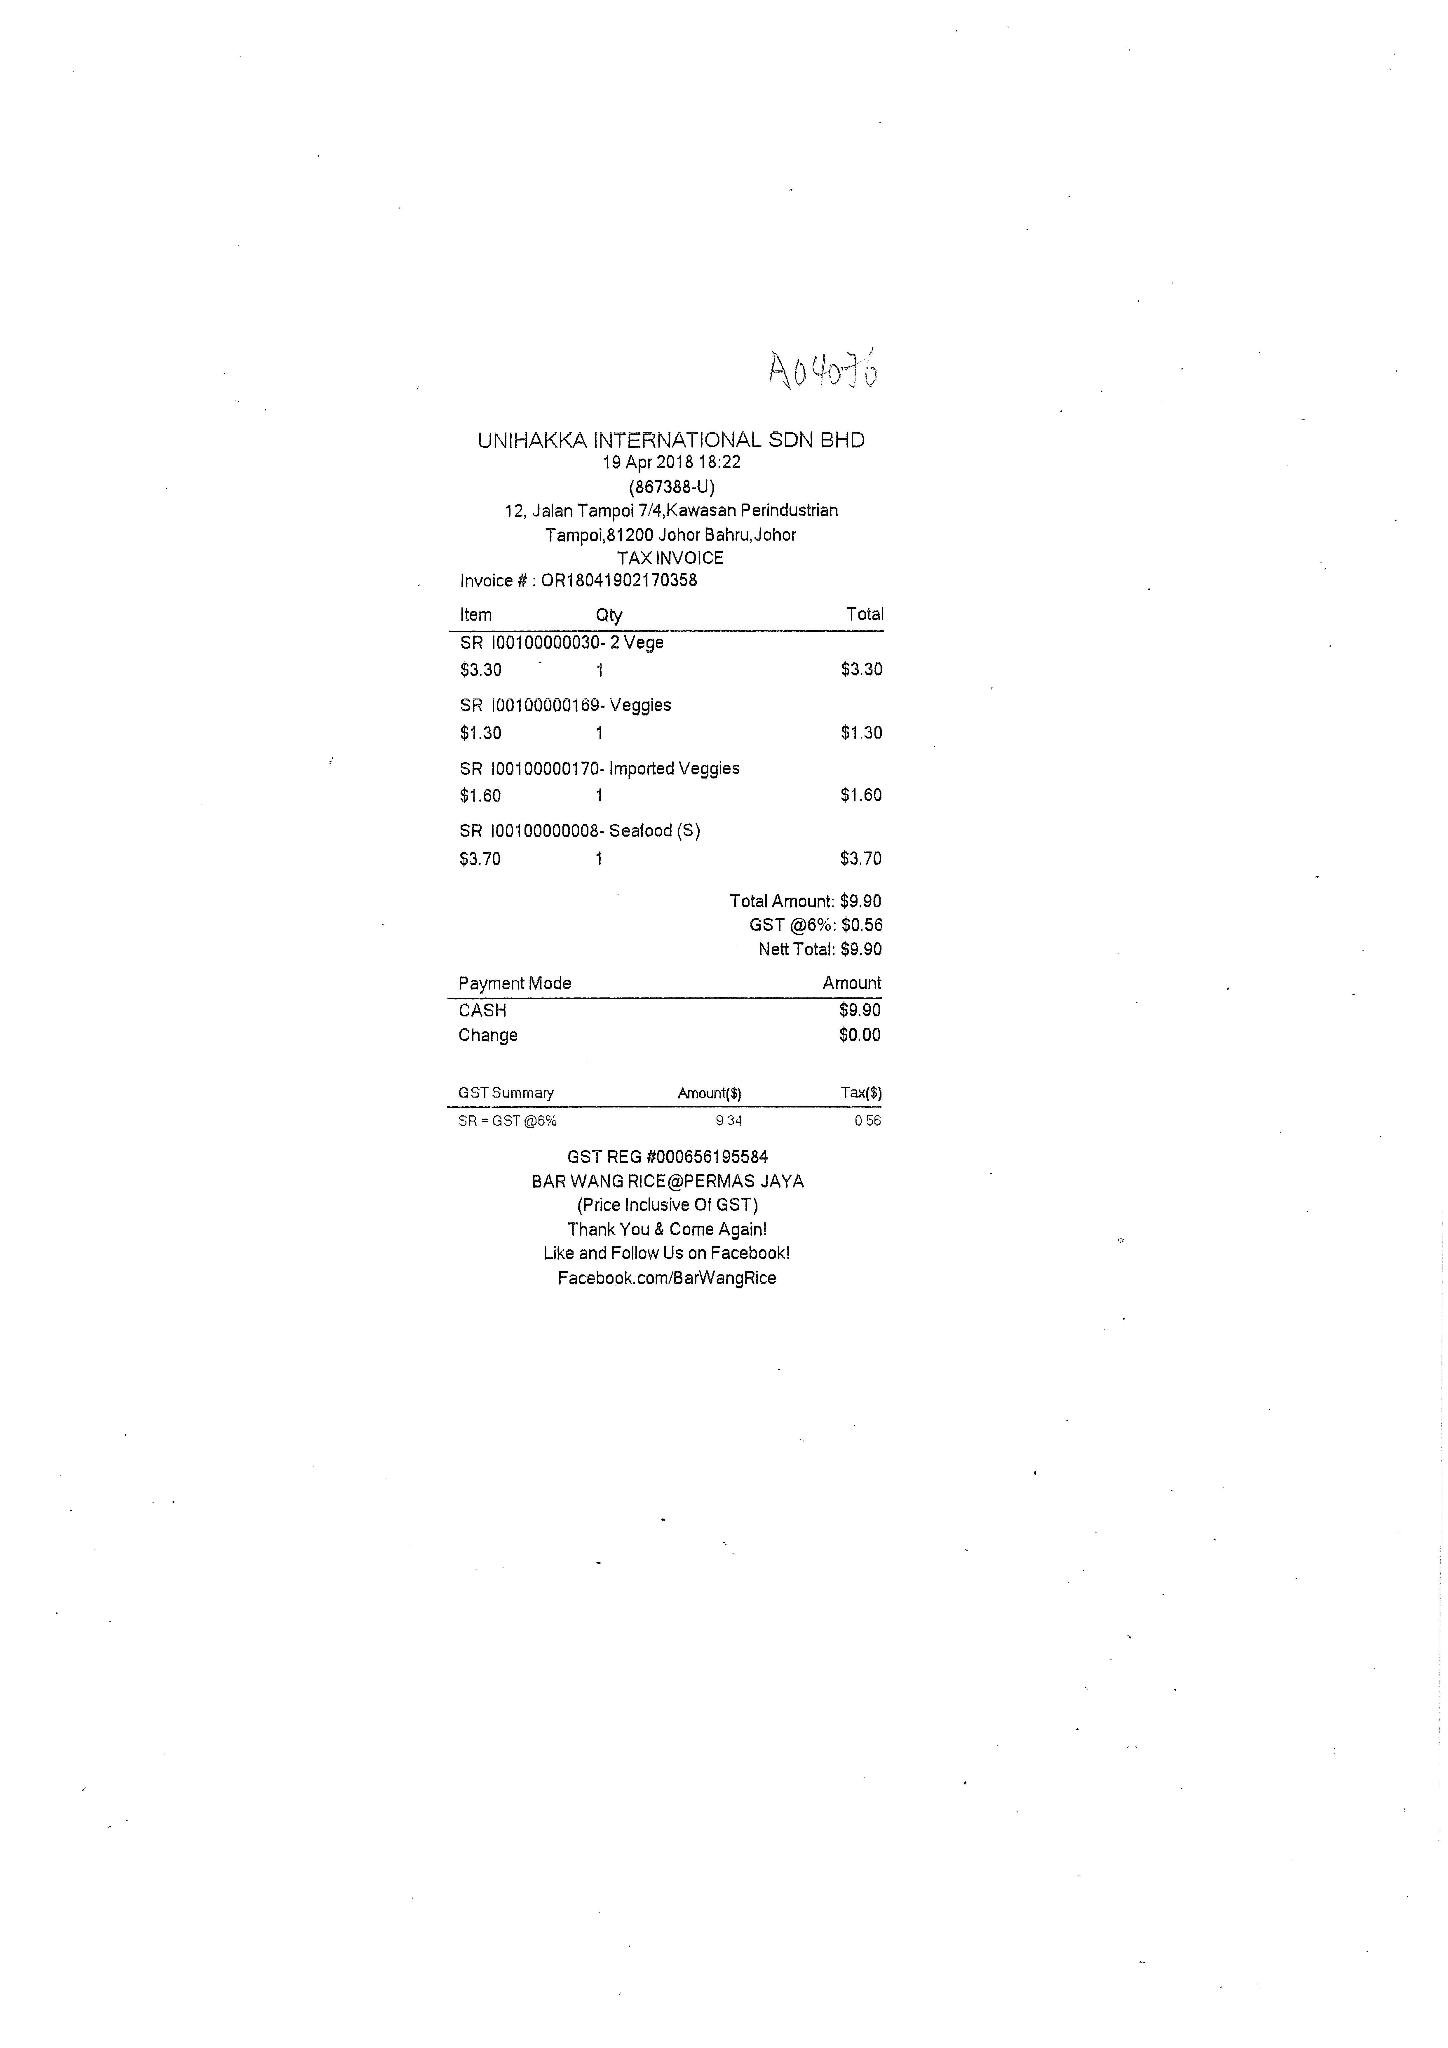 A04076
UNIHAKKA INTERNATIONAL SDN BHD
19 Apr 2018 18:22
(867388-U)
12, Jalan Tampoi 7/4,Kawasan Perindustrian
Tampoi,81200 Johor Bahru,Johor
TAX INVOICE
Invoice # : OR18041902170358
Item Qty Total
SR I00100000030- 2 Vege
$3.30 1 $3.30
SR I00100000169- Veggies
$1.30 1 $1.30
SR I00100000170- Imported Veggies
$1.60 1 $1.60
SR I00100000008- Seafood (S)
$3.70 1 $3.70
Total Amount: $9.90
GST @6%: $0.56
Nett Total: $9.90
Payment Mode Amount
CASH $9.90
Change $0.00
GST Summary Amount($) Tax($)
SR = GST @6% 9.34 0.56
GST REG #000656195584
BAR WANG RICE@PERMAS JAYA
(Price Inclusive Of GST)
Thank You & Come Again!
Like and Follow Us on Facebook!
Facebook.com/BarWangRice